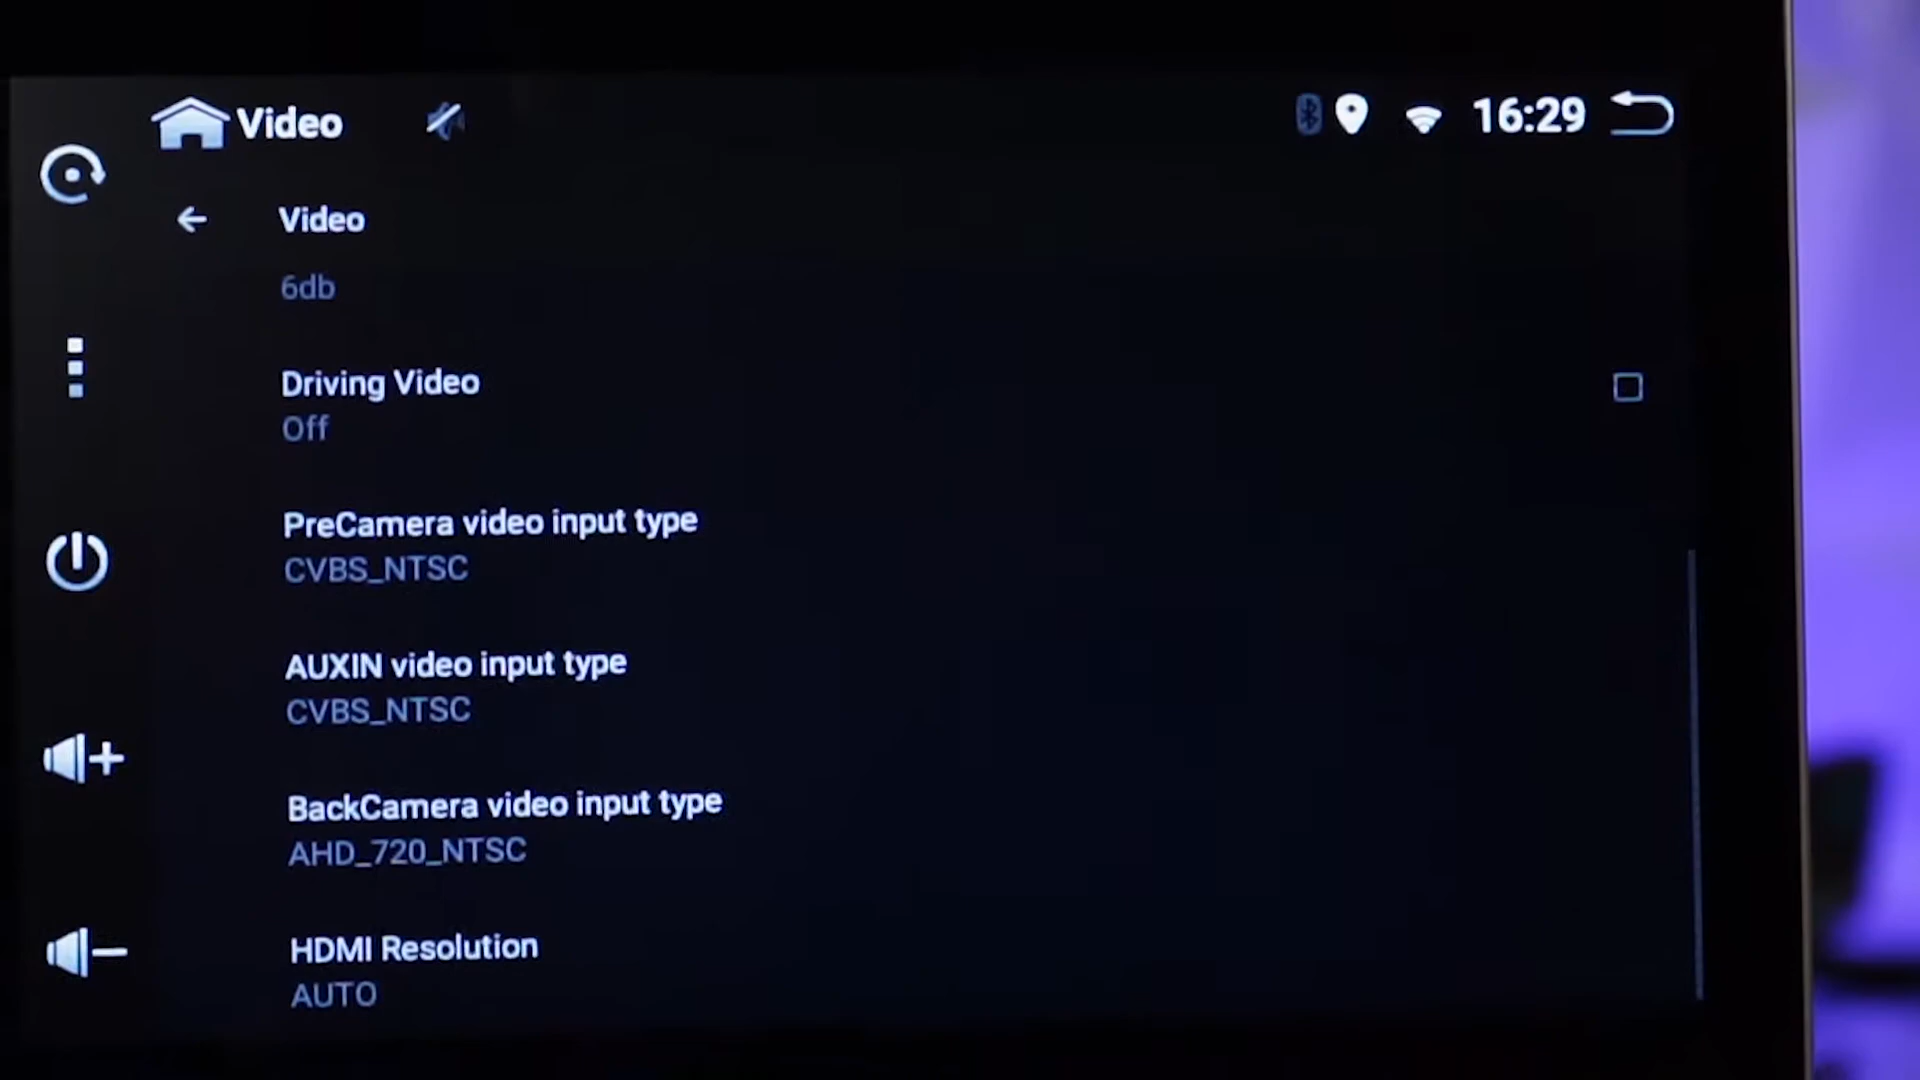 Video
16:29
Video
6db
Driving Video
Off
PreCamera video input type
CVBS_NTSC
AUXIN video input type
CVBS_NTSC
BackCamera video input type
AHD_720_NTSC
HDMI Resolution
AUTO